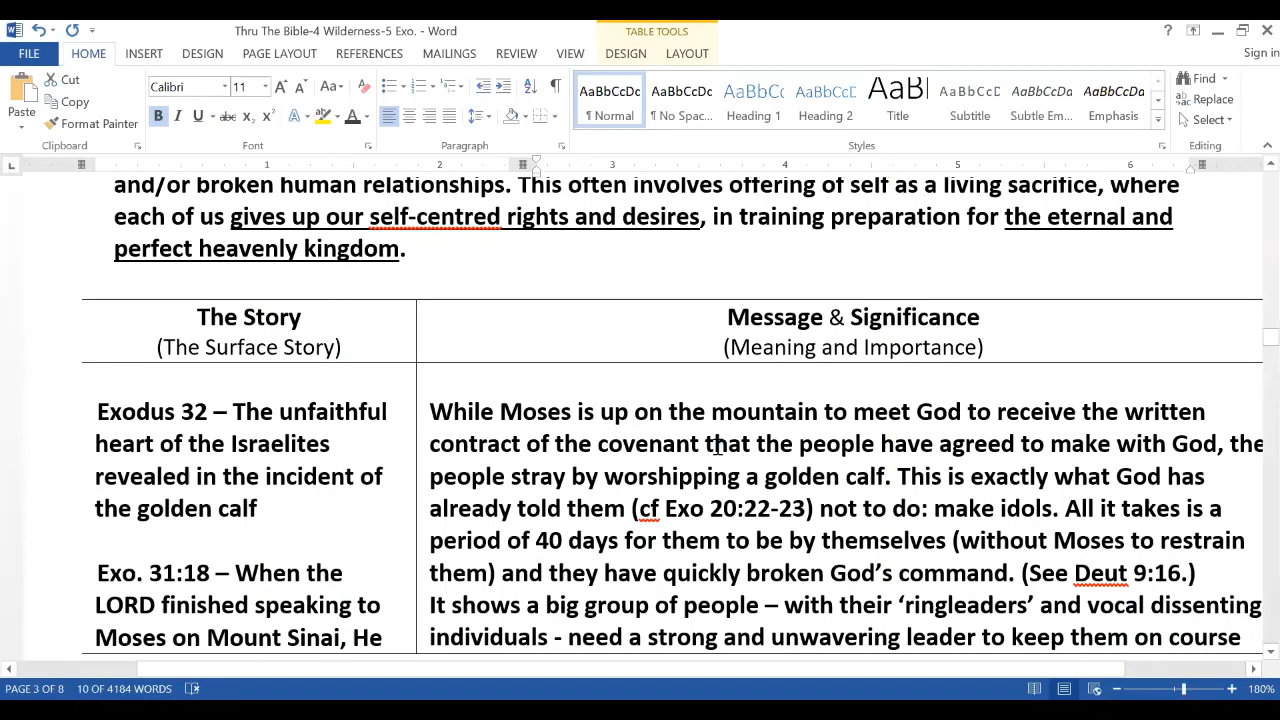 Thru The Bible-4 Wilderness-5 Exo. - Word
TABLE TOOLS
?
FILE HOME INSERT DESIGN PAGE LAYOUT REFERENCES MAILINGS REVIEW VIEW DESIGN LAYOUT
Sign in
Paste
Cut
Copy
Format Painte
Clipboard
Calibri 11
Font
Paragraph
AaBbCcDc AaBbCcDc AaBbCc AaBbCcD AaB AaBbCcD AaBbCcDc AaBbCcDc
¶ Normal ¶ No Spac... Heading 1 Heading 2 Title Subtitle Subtle Em... Emphasis
Styles
Find
Replace
Select
Editing
1 2 3 4 5 6
and/or broken human relationships. This often involves offering of self as a living sacrifice, where
each of us gives up our self-centred rights and desires, in training preparation for the eternal and
perfect heavenly kingdom.
The Story
(The Surface Story)
Message & Significance
(Meaning and Importance)
Exodus 32 – The unfaithful
heart of the Israelites
revealed in the incident of
the golden calf
Exo. 31:18 – When the
LORD finished speaking to
Moses on Mount Sinai, He
While Moses is up on the mountain to meet God to receive the written
contract of the covenant that the people have agreed to make with God, the
people stray by worshipping a golden calf. This is exactly what God has
already told them (cf Exo 20:22-23) not to do: make idols. All it takes is a
period of 40 days for them to be by themselves (without Moses to restrain
them) and they have quickly broken God’s command. (See Deut 9:16.)
It shows a big group of people – with their ‘ringleaders’ and vocal dissenting
individuals - need a strong and unwavering leader to keep them on course
PAGE 3 OF 8 10 OF 4184 WORDS
180%